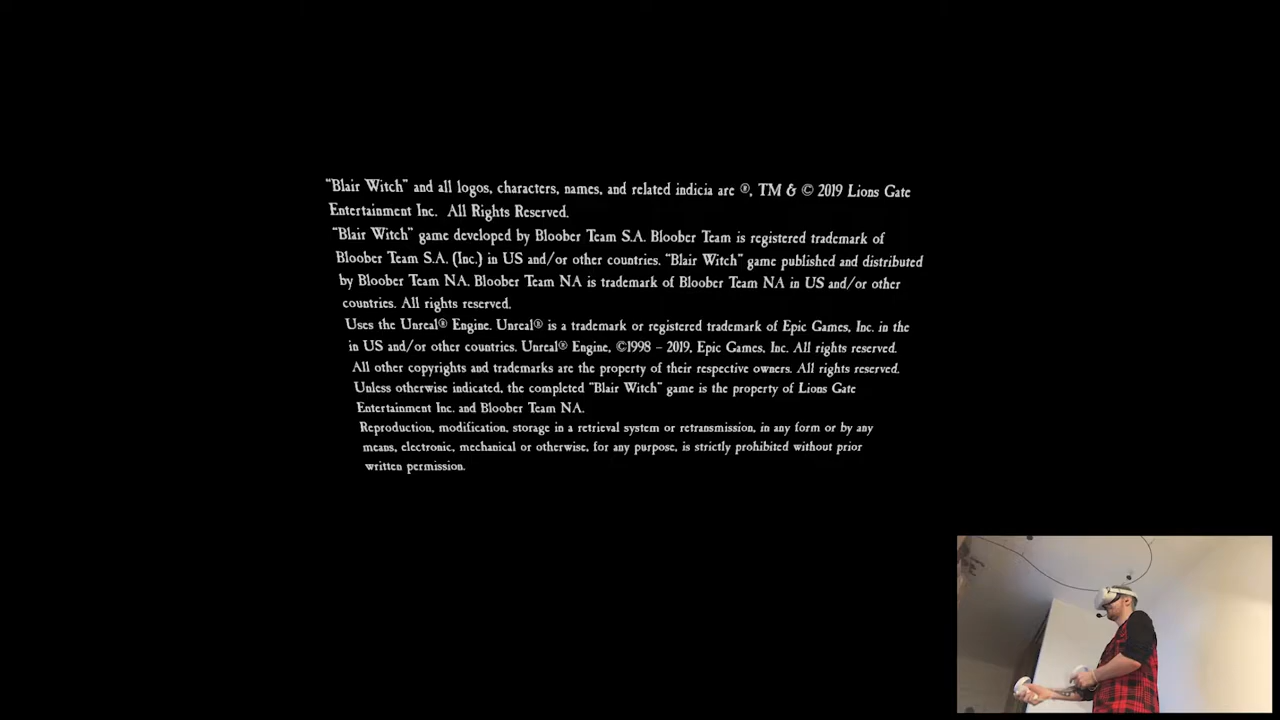 “Blair Witch” and all logos, characters, names, and related indicia are ®, TM & © 2019 Lions Gate
Entertainment Inc. All Rights Reserved.
“Blair Witch” game developed by Bloober Team S.A. Bloober Team is registered trademark of
Bloober Team S.A. (Inc.) in US and/or other countries. “Blair Witch” game published and distributed
by Bloober Team NA. Bloober Team NA is trademark of Bloober Team NA in US and/or other
countries. All rights reserved.
Uses the Unreal® Engine. Unreal® is a trademark or registered trademark of Epic Games, Inc. in the
in US and/or other countries. Unreal® Engine, ©1998 – 2019, Epic Games, Inc. All rights reserved.
All other copyrights and trademarks are the property of their respective owners. All rights reserved.
Unless otherwise indicated, the completed “Blair Witch” game is the property of Lions Gate
Entertainment Inc. and Bloober Team NA.
Reproduction, modification, storage in a retrieval system or retransmission, in any form or by any
means, electronic, mechanical or otherwise, for any purpose, is strictly prohibited without prior
written permission.